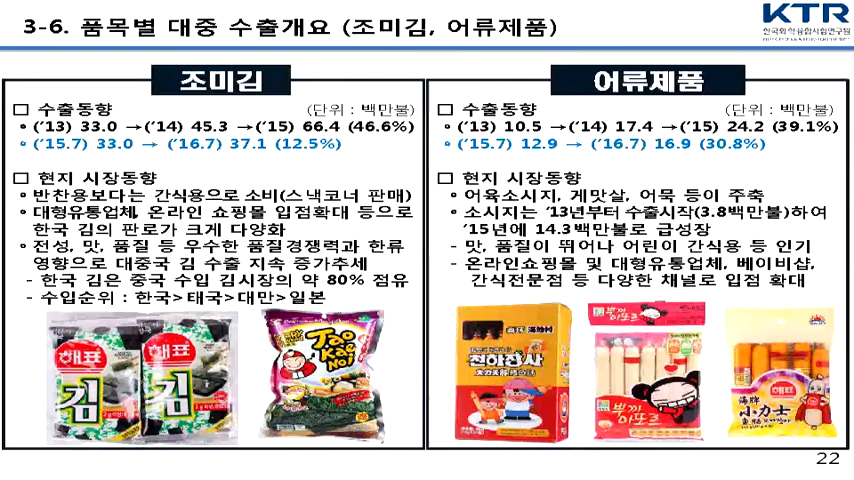 3-6. 품목별 대중 수출개요 (조미김, 어류제품)
KTR
한국화학융합시험연구원
조미김
□ 수출동향 (단위 : 백만불)
∘ (‘13) 33.0 →(‘14) 45.3 →(‘15) 66.4 (46.6%)
∘ (‘15.7) 33.0 → (‘16.7) 37.1 (12.5%)
□ 현지 시장동향
∘ 반찬용보다는 간식용으로 소비(스낵코너 판매)
∘ 대형유통업체, 온라인 쇼핑몰 입점확대 등으로
한국 김의 판로가 크게 다양화
∘ 전성, 맛, 품질 등 우수한 품질경쟁력과 한류
영향으로 대중국 김 수출 지속 증가추세
- 한국 김은 중국 수입 김시장의 약 80% 점유
- 수입순위 : 한국>태국>대만>일본
해표
김
해표
김
Tao
Kae
Noi
어류제품
□ 수출동향 (단위 : 백만불)
∘ (‘13) 10.5 →(‘14) 17.4 →(‘15) 24.2 (39.1%)
∘ (‘15.7) 12.9 → (‘16.7) 16.9 (30.8%)
□ 현지 시장동향
∘ 어육소시지, 게맛살, 어묵 등이 주축
∘ 소시지는 ‘13년부터 수출시작(3.8백만불)하여
‘15년에 14.3백만불로 급성장
- 맛, 품질이 뛰어나 어린이 간식용 등 인기
- 온라인쇼핑몰 및 대형유통업체, 베이비샵,
간식전문점 등 다양한 채널로 입점 확대
천하장사
뿌까
海牌
해표
小力士
22